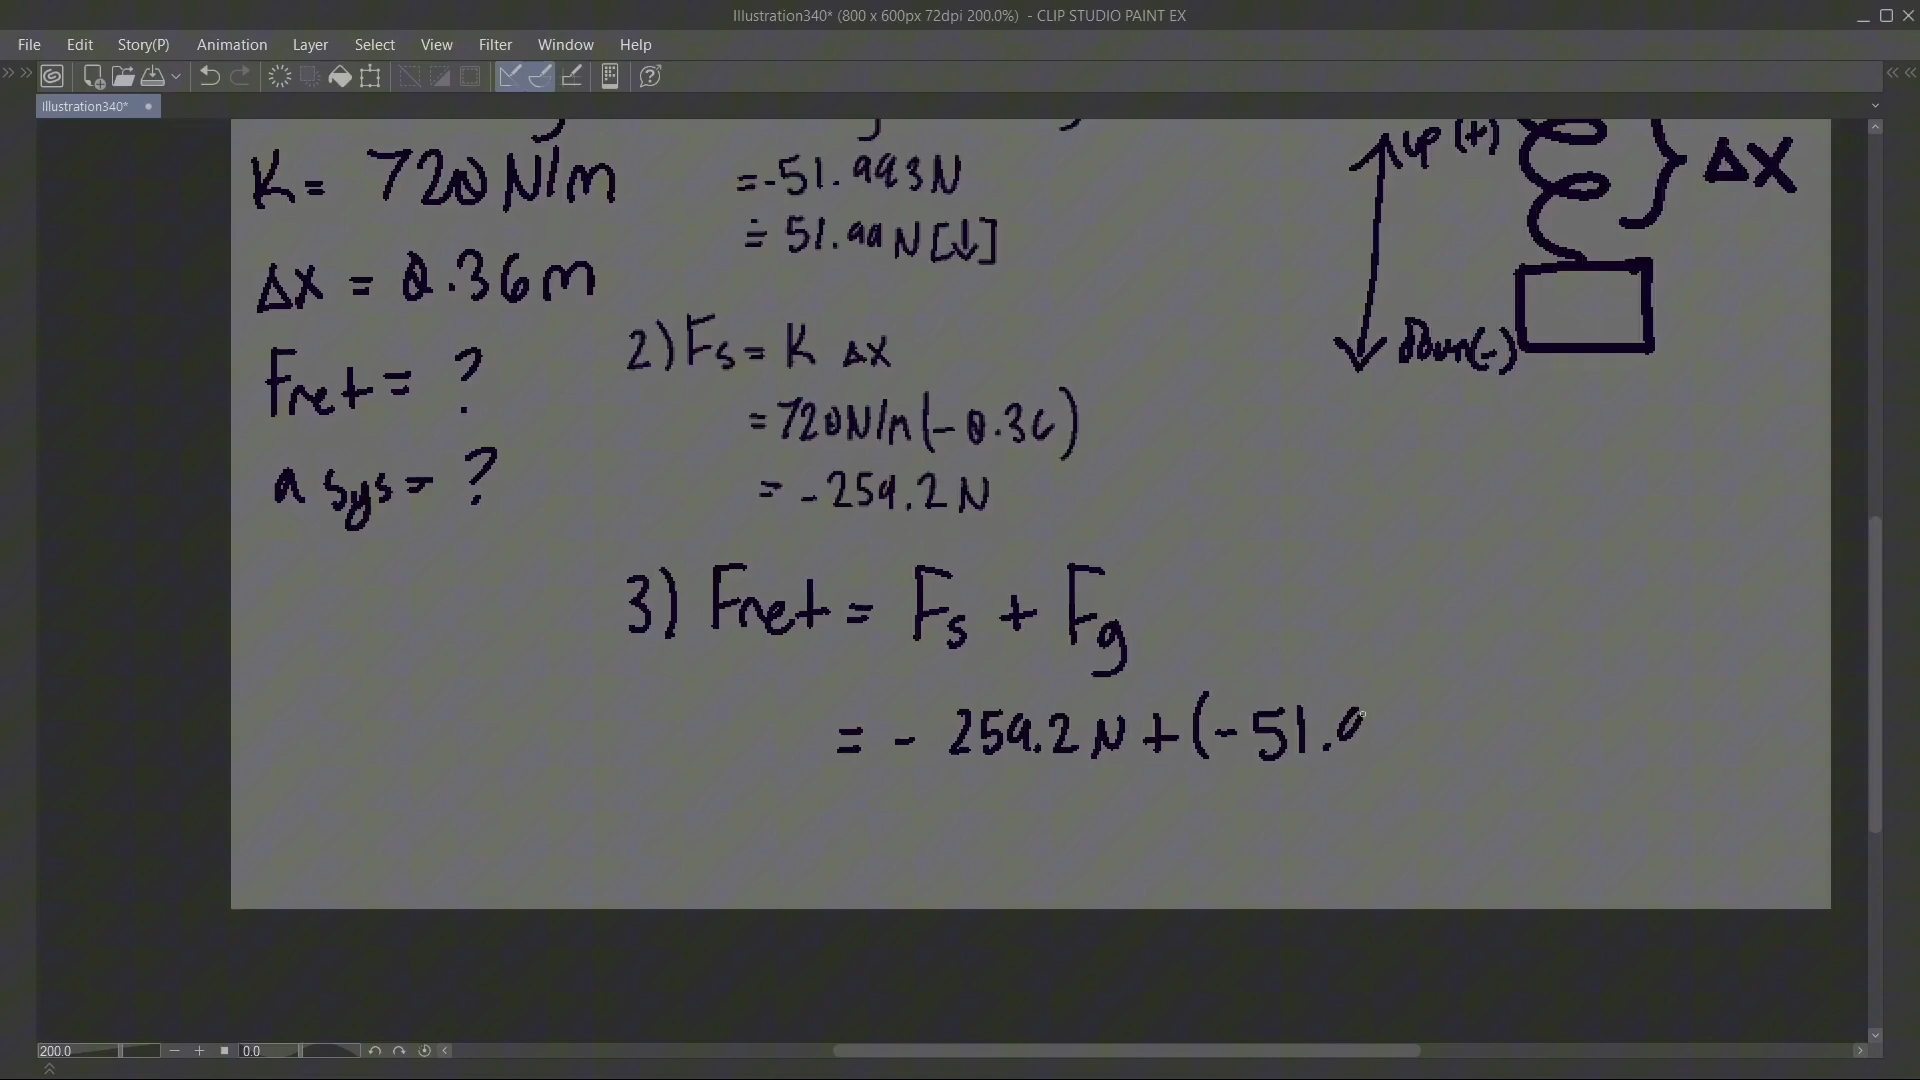 Illustration340* (800 x 600px 72dpi 200.0%) - CLIP STUDIO PAINT EX
File Edit Story(P) Animation Layer Select View Filter Window Help
Illustration340*
K = 720 N/m
Δx = 0.36m
Fnet = ?
a sys = ?
= -51.993N
= 51.99 N [↓]
2) Fs = K Δx
= 720N/m (- 0.36)
= - 259.2 N
3) Fnet = Fs + Fg
= - 259.2 N + (- 51.9
up (+)
Δx
Down(-)
200.0
0.0